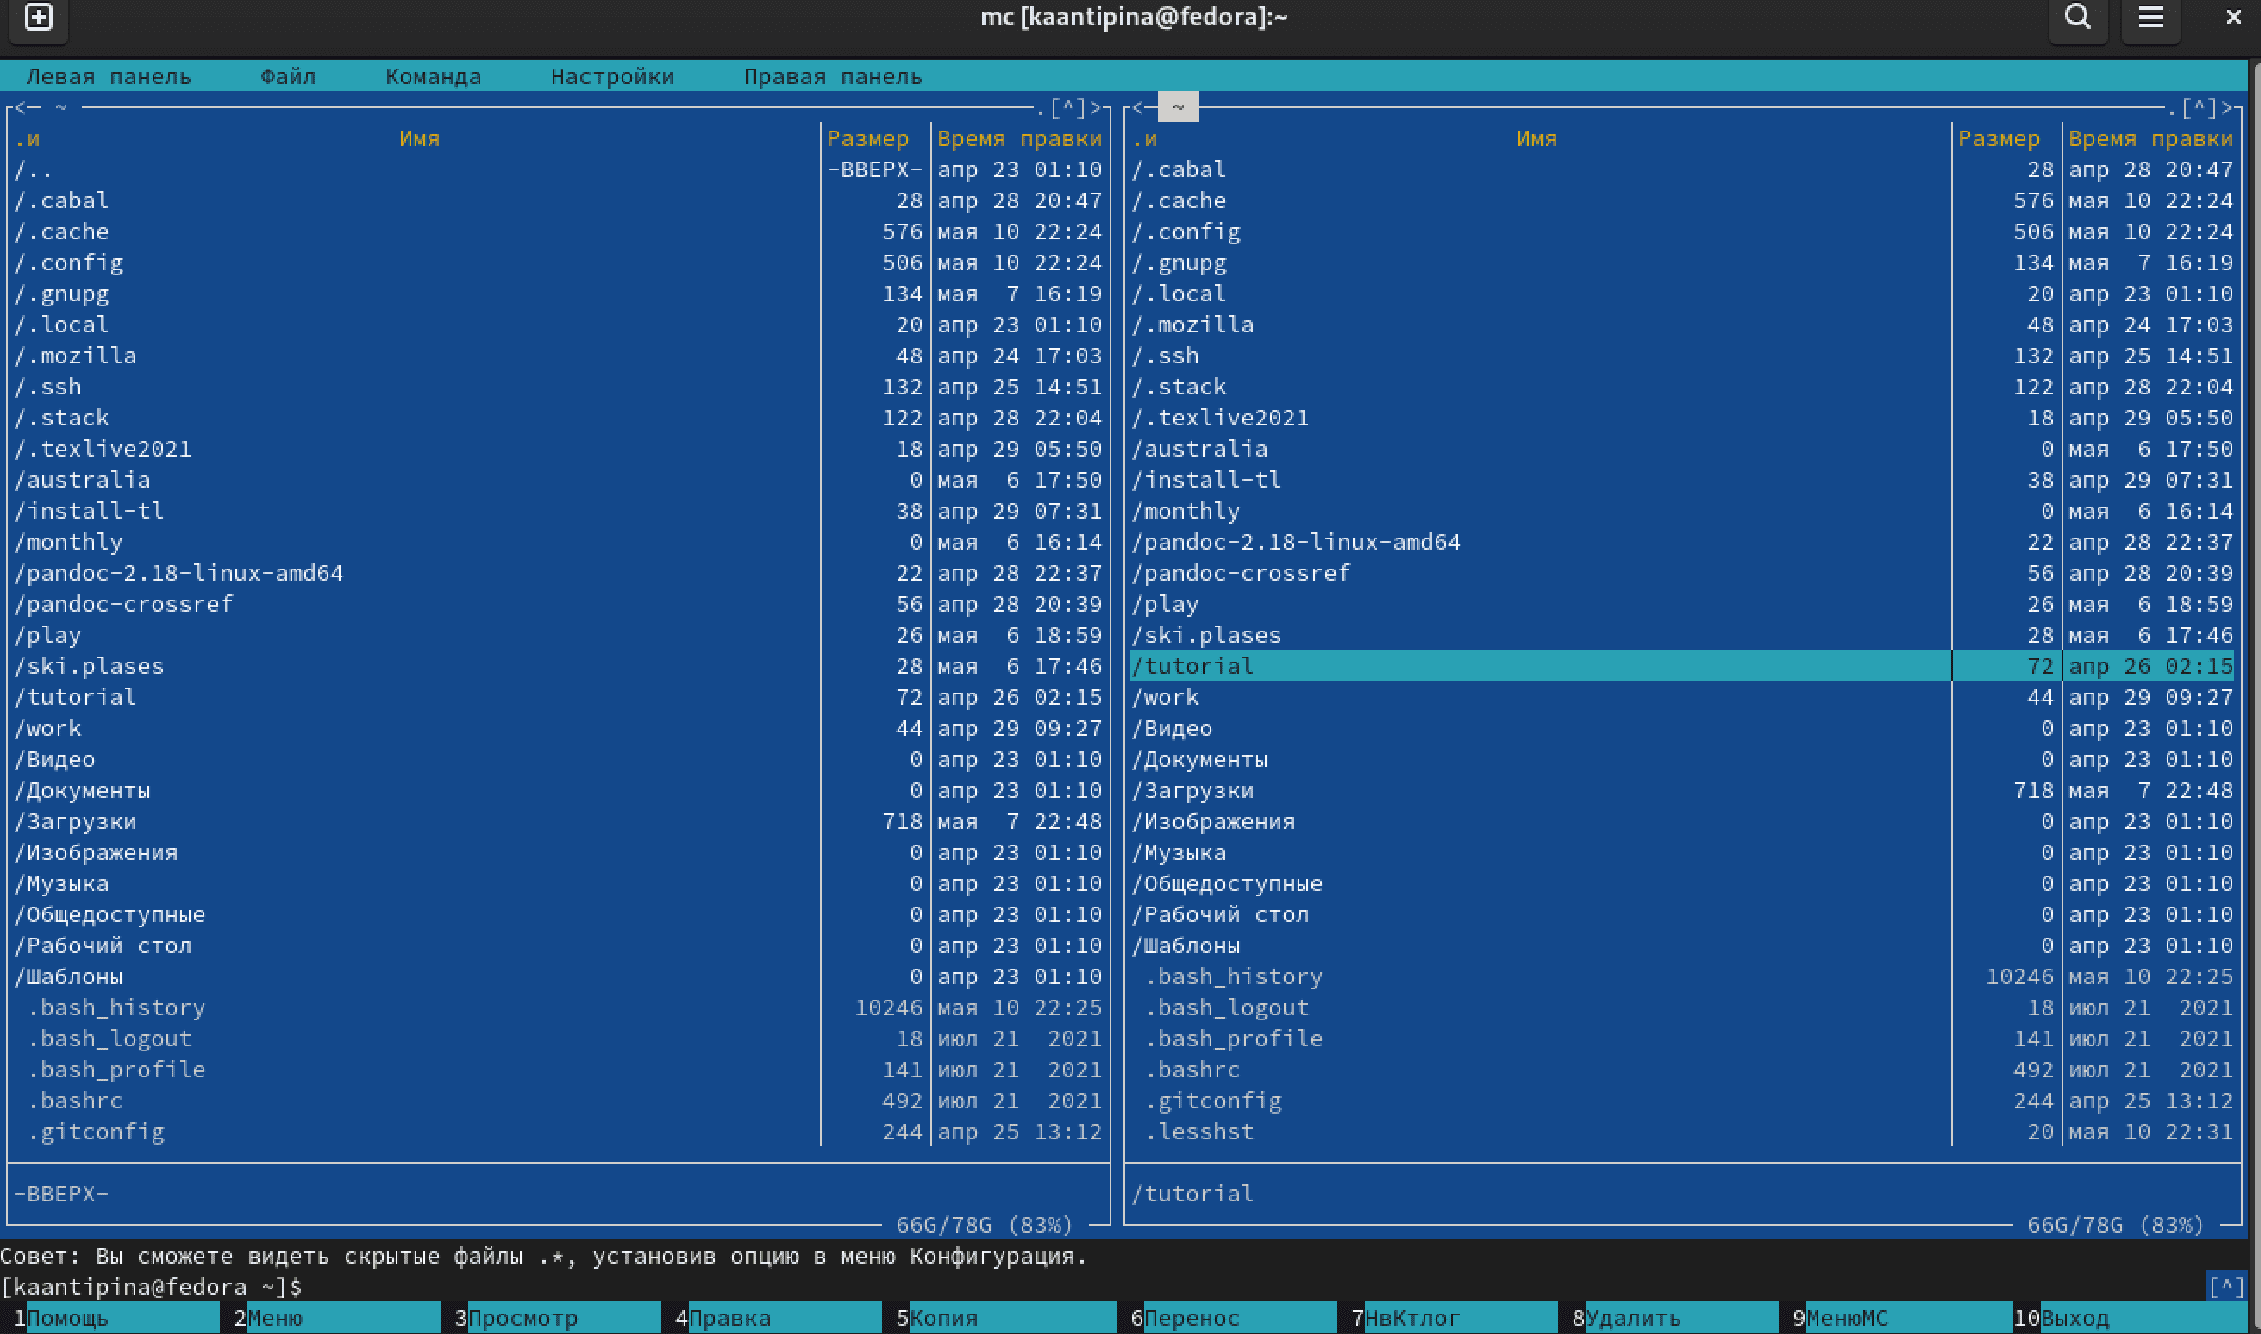 mc [kaantipina@fedora]:~
Левая панель Файл Команда Настройки Правая панель
<— ~ .[^]> <— ~ .[^]>
.и Имя Размер Время правки .и Имя Размер Время правки
/.. -ВВЕРХ- апр 23 01:10 /.cabal 28 апр 28 20:47
/.cabal 28 апр 28 20:47 /.cache 576 мая 10 22:24
/.cache 576 мая 10 22:24 /.config 506 мая 10 22:24
/.config 506 мая 10 22:24 /.gnupg 134 мая 7 16:19
/.gnupg 134 мая 7 16:19 /.local 20 апр 23 01:10
/.local 20 апр 23 01:10 /.mozilla 48 апр 24 17:03
/.mozilla 48 апр 24 17:03 /.ssh 132 апр 25 14:51
/.ssh 132 апр 25 14:51 /.stack 122 апр 28 22:04
/.stack 122 апр 28 22:04 /.texlive2021 18 апр 29 05:50
/.texlive2021 18 апр 29 05:50 /australia 0 мая 6 17:50
/australia 0 мая 6 17:50 /install-tl 38 апр 29 07:31
/install-tl 38 апр 29 07:31 /monthly 0 мая 6 16:14
/monthly 0 мая 6 16:14 /pandoc-2.18-linux-amd64 22 апр 28 22:37
/pandoc-2.18-linux-amd64 22 апр 28 22:37 /pandoc-crossref 56 апр 28 20:39
/pandoc-crossref 56 апр 28 20:39 /play 26 мая 6 18:59
/play 26 мая 6 18:59 /ski.plases 28 мая 6 17:46
/ski.plases 28 мая 6 17:46 /tutorial 72 апр 26 02:15
/tutorial 72 апр 26 02:15 /work 44 апр 29 09:27
/work 44 апр 29 09:27 /Видео 0 апр 23 01:10
/Видео 0 апр 23 01:10 /Документы 0 апр 23 01:10
/Документы 0 апр 23 01:10 /Загрузки 718 мая 7 22:48
/Загрузки 718 мая 7 22:48 /Изображения 0 апр 23 01:10
/Изображения 0 апр 23 01:10 /Музыка 0 апр 23 01:10
/Музыка 0 апр 23 01:10 /Общедоступные 0 апр 23 01:10
/Общедоступные 0 апр 23 01:10 /Рабочий стол 0 апр 23 01:10
/Рабочий стол 0 апр 23 01:10 /Шаблоны 0 апр 23 01:10
/Шаблоны 0 апр 23 01:10 .bash_history 10246 мая 10 22:25
.bash_history 10246 мая 10 22:25 .bash_logout 18 июл 21 2021
.bash_logout 18 июл 21 2021 .bash_profile 141 июл 21 2021
.bash_profile 141 июл 21 2021 .bashrc 492 июл 21 2021
.bashrc 492 июл 21 2021 .gitconfig 244 апр 25 13:12
.gitconfig 244 апр 25 13:12 .lesshst 20 мая 10 22:31
-ВВЕРХ- /tutorial
66G/78G (83%) 66G/78G (83%)
Совет: Вы сможете видеть скрытые файлы .*, установив опцию в меню Конфигурация.
[kaantipina@fedora ~]$ [^]
1Помощь 2Меню 3Просмотр 4Правка 5Копия 6Перенос 7НвКтлог 8Удалить 9МенюМС 10Выход